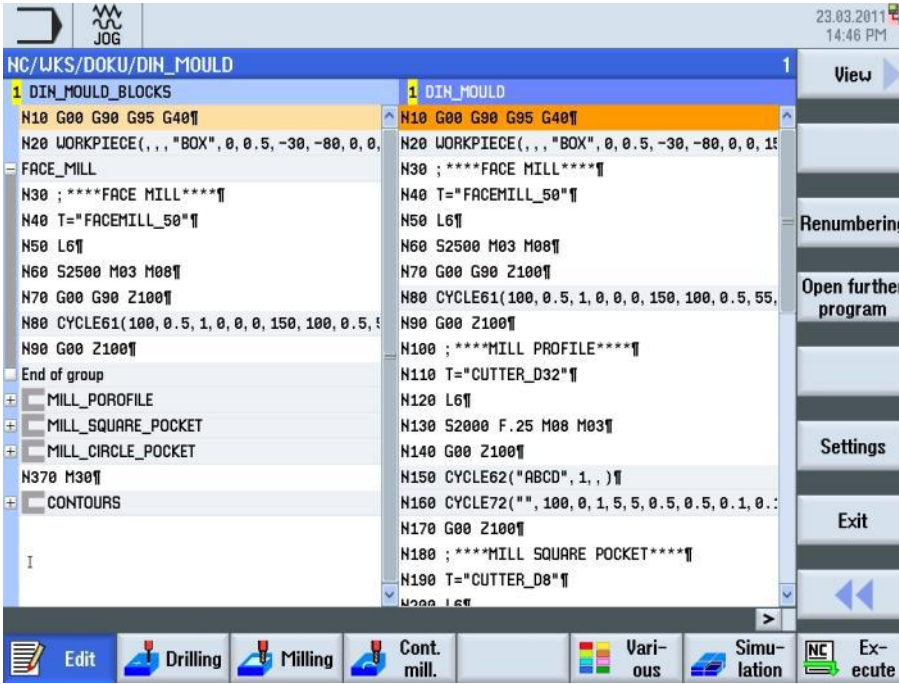 JOG
23.03.2011
14:46 PM
NC/WKS/DOKU/DIN_MOULD
1
1 DIN_MOULD_BLOCKS
N10 G00 G90 G95 G40¶
N20 WORKPIECE(,,,"BOX",0,0.5,-30,-80,0,0,
FACE_MILL
N30 ;****FACE MILL****¶
N40 T="FACEMILL_50"¶
N50 L6¶
N60 S2500 M03 M08¶
N70 G00 G90 Z100¶
N80 CYCLE61(100,0.5,1,0,0,0,150,100,0.5,5
N90 G00 Z100¶
End of group
MILL_POROFILE
MILL_SQUARE_POCKET
MILL_CIRCLE_POCKET
N370 M30¶
CONTOURS
1 DIN_MOULD
N10 G00 G90 G95 G40¶
N20 WORKPIECE(,,,"BOX",0,0.5,-30,-80,0,0,15
N30 ;****FACE MILL****¶
N40 T="FACEMILL_50"¶
N50 L6¶
N60 S2500 M03 M08¶
N70 G00 G90 Z100¶
N80 CYCLE61(100,0.5,1,0,0,0,150,100,0.5,55,
N90 G00 Z100¶
N100 ;****MILL PROFILE****¶
N110 T="CUTTER_D32"¶
N120 L6¶
N130 S2000 F.25 M08 M03¶
N140 G00 Z100¶
N150 CYCLE62("ABCD",1,,)¶
N160 CYCLE72("",100,0,1,5,5,0.5,0.5,0.1,0.1
N170 G00 Z100¶
N180 ;****MILL SQUARE POCKET****¶
N190 T="CUTTER_D8"¶
N200 L6¶
View
Renumbering
Open further
program
Settings
Exit
>
Edit
Drilling
Milling
Cont.
mill.
Vari-
ous
Simu-
lation
NC
Ex-
ecute